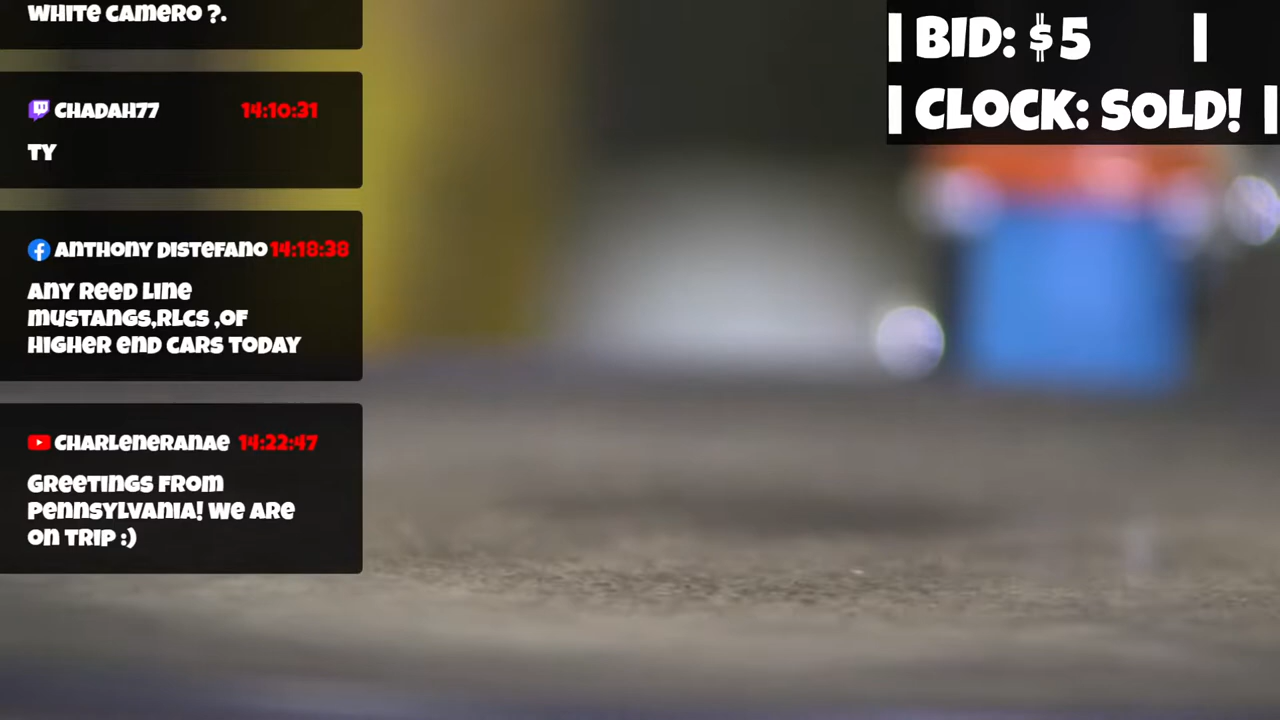 WHITE CAMERO ?.
CHADAH77 14:10:31
TY
ANTHONY DISTEFANO 14:18:38
ANY REED LINE
MUSTANGS,RLCS ,OF
HIGHER END CARS TODAY
CHARLENERANAE 14:22:47
GREETINGS FROM
PENNSYLVANIA! WE ARE
ON TRIP :)
| BID: $5 |
| CLOCK: SOLD! |